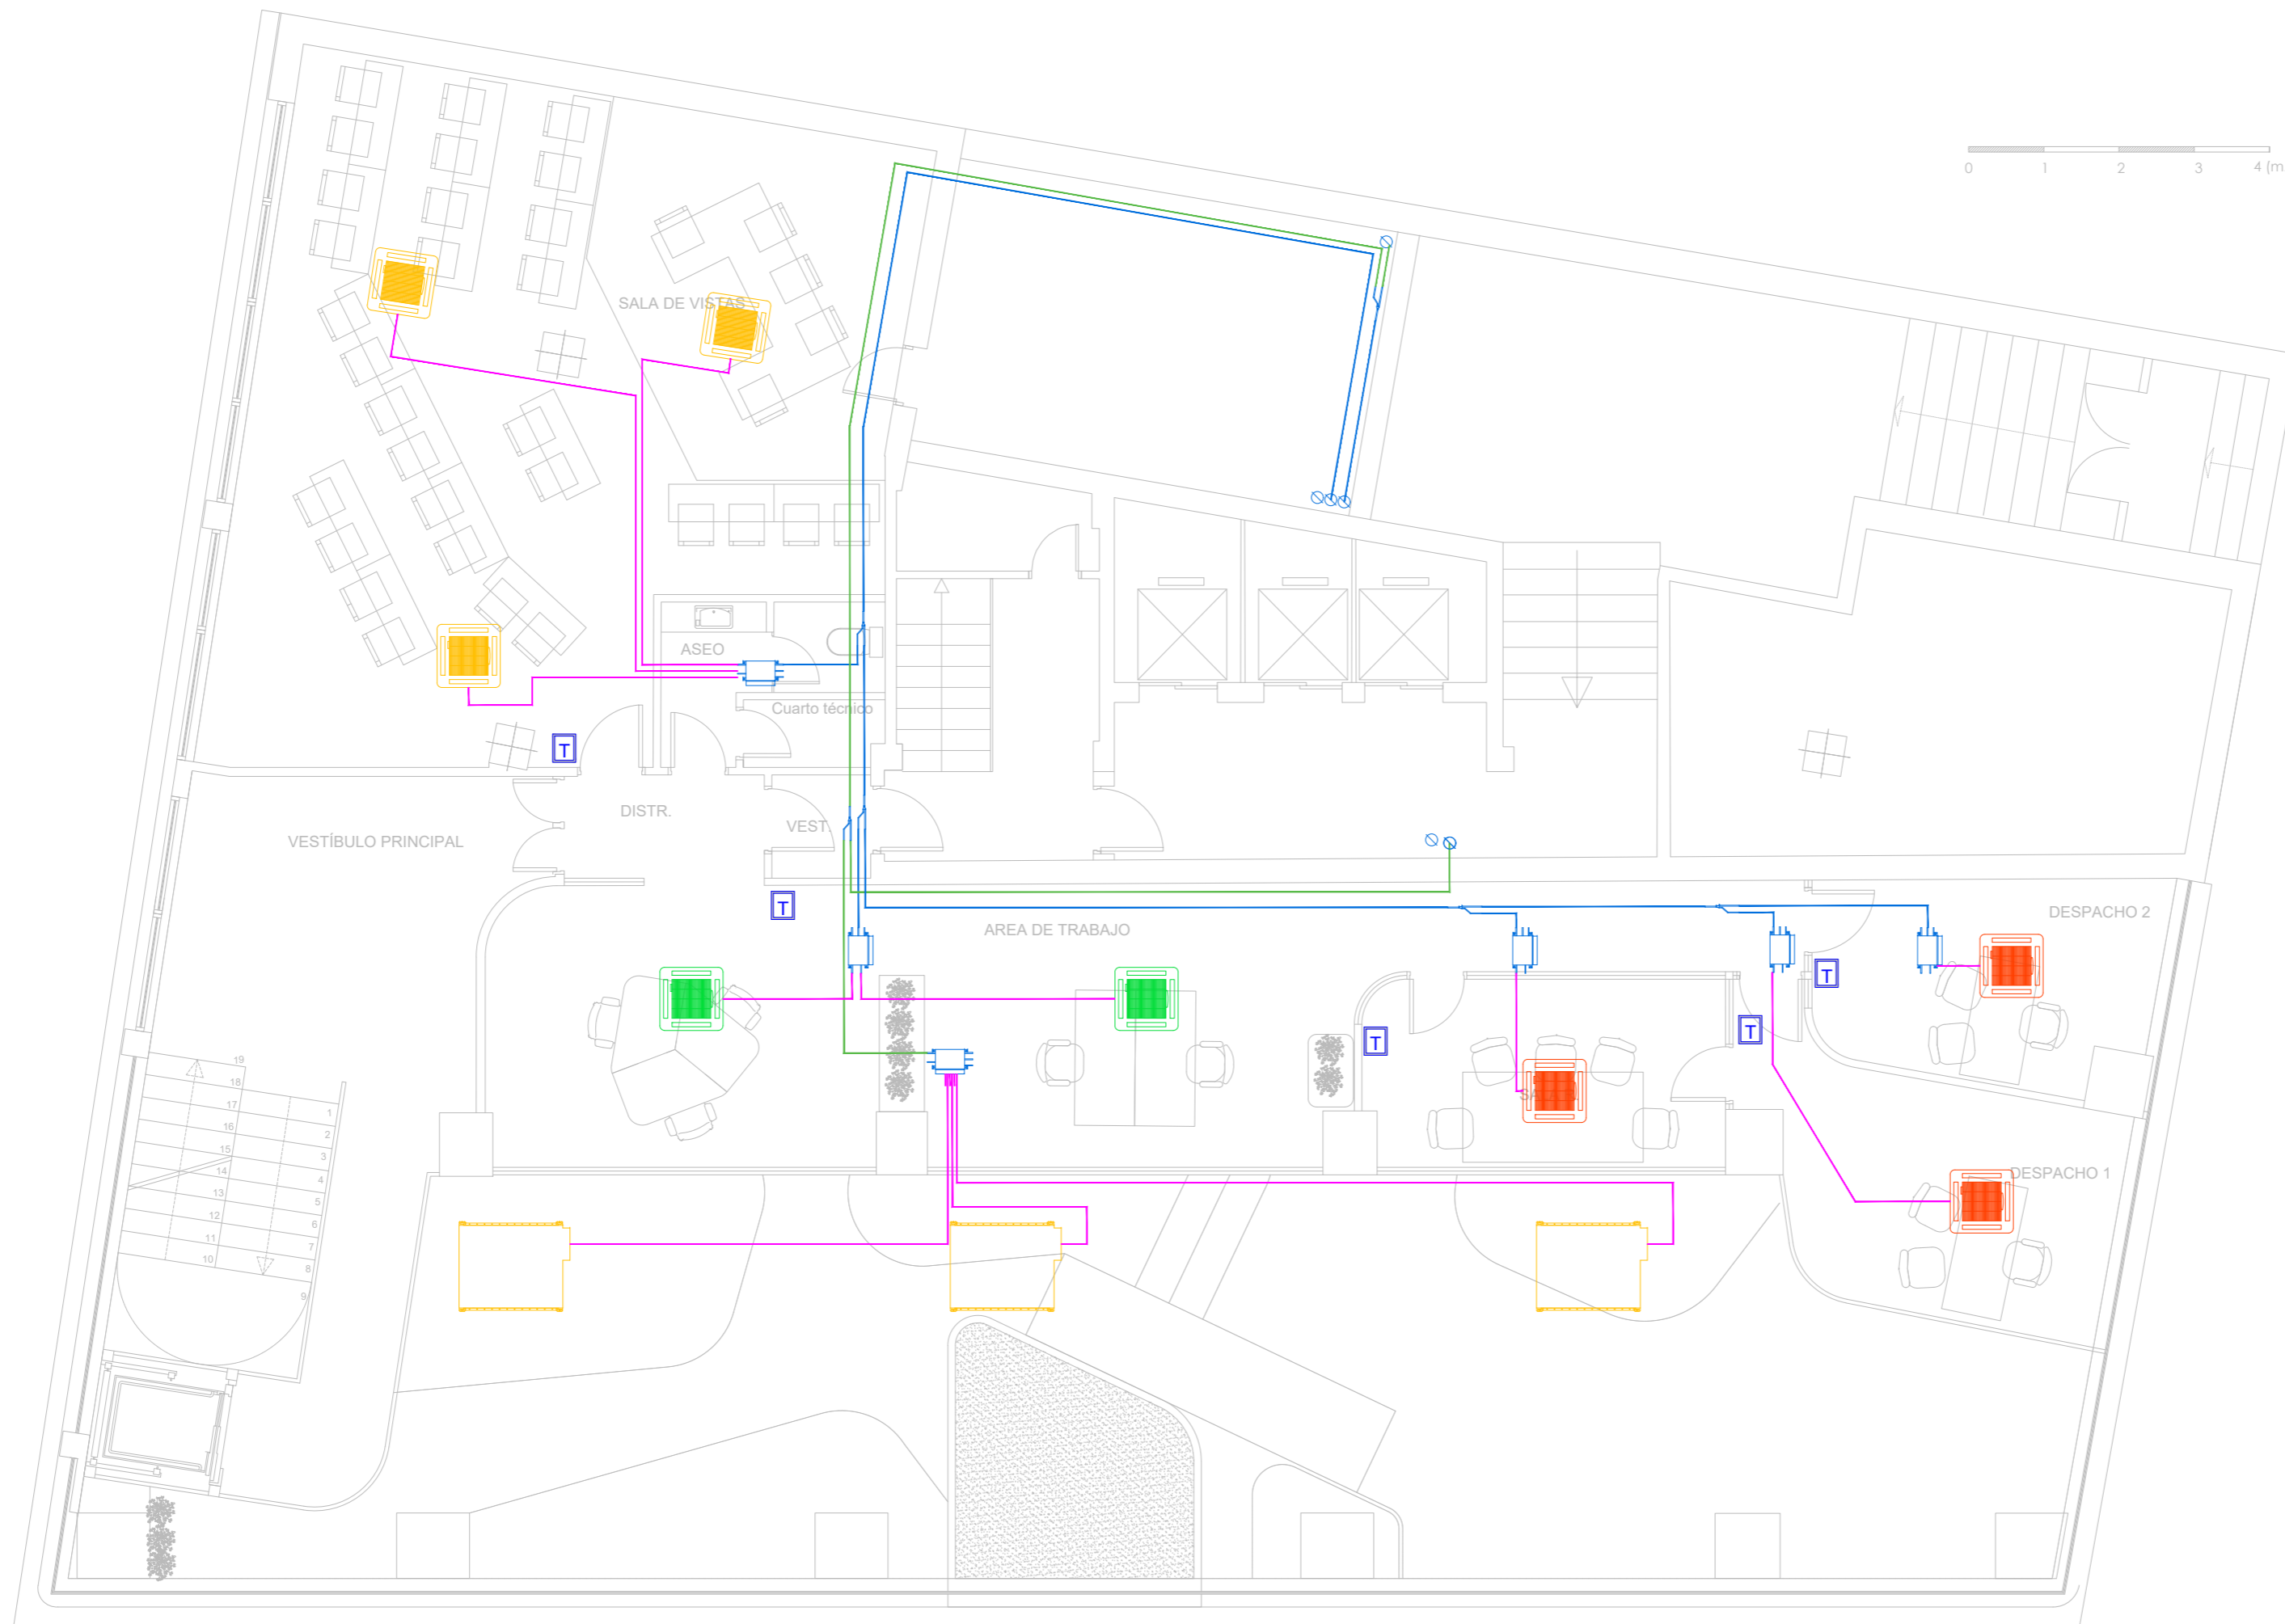 0 1 2 3 4 (m
SALA DE VISTAS
ASEO
Cuarto técnico
T
DISTR.
VEST.
VESTÍBULO PRINCIPAL
T
AREA DE TRABAJO
DESPACHO 2
T
T
T
DESPACHO 1
19
18
17
16
15
14
13
12
11
10
1
2
3
4
5
6
7
8
9